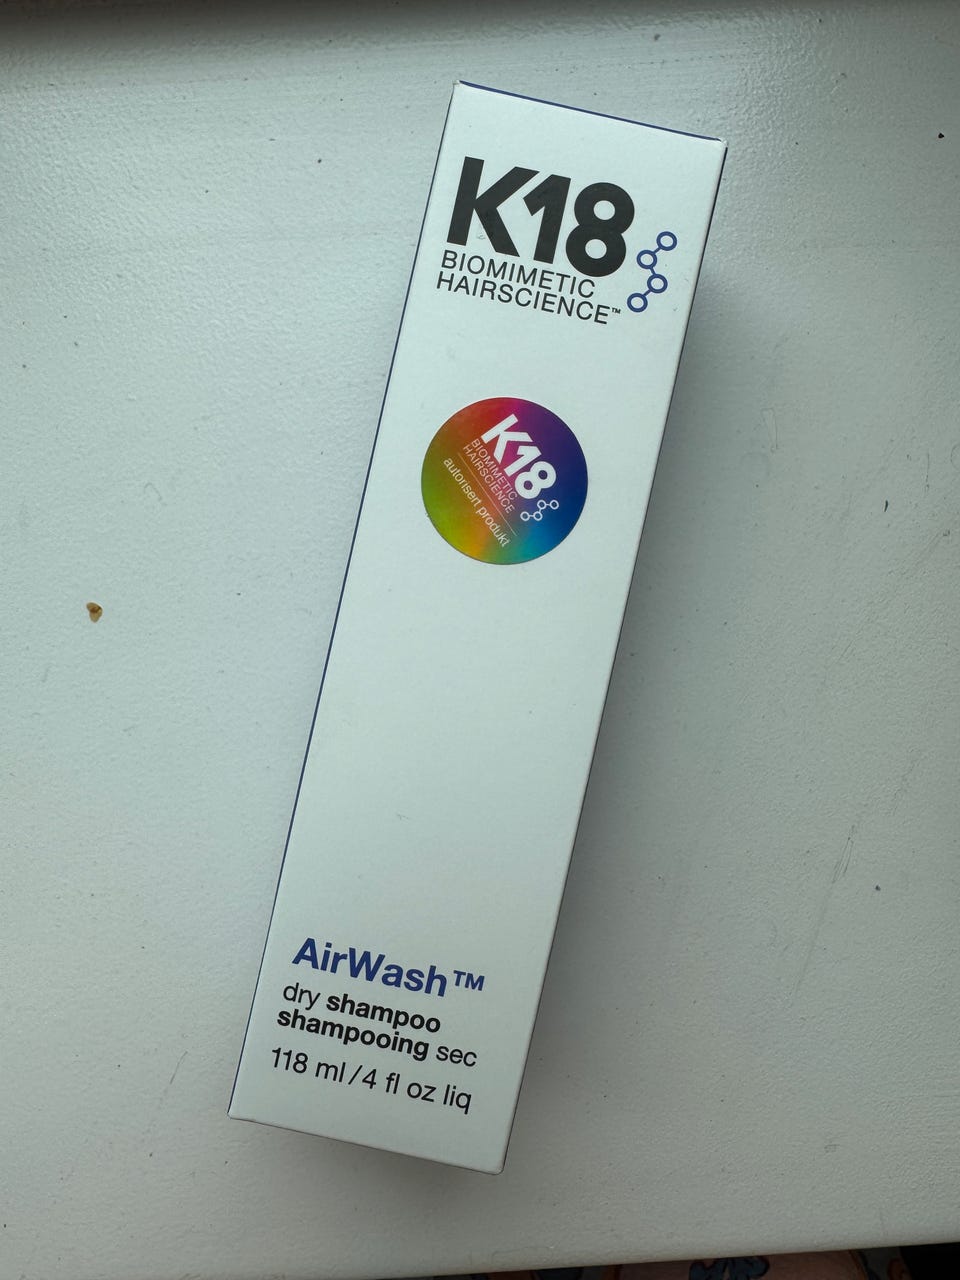 K18
BIOMIMETIC
HAIRSCIENCE™
K18
BIOMIMETIC
HAIRSCIENCE
autorisert produkt
AirWash™
dry shampoo
shampooing sec
118 ml/4 fl oz liq